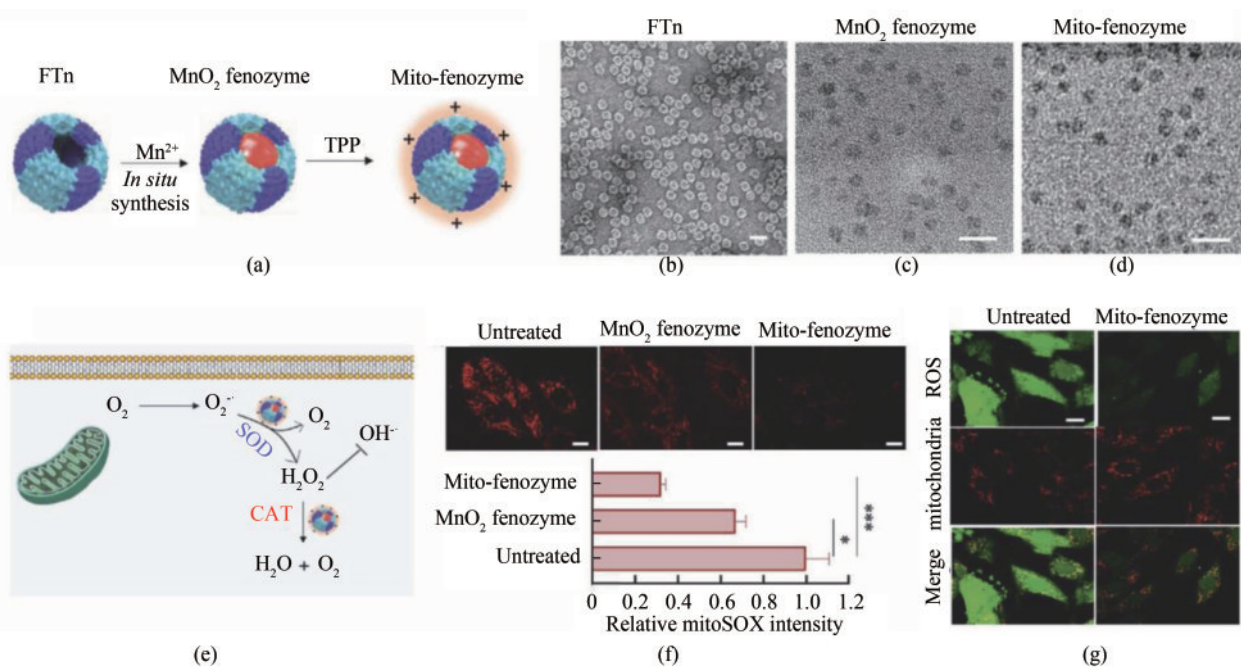 FTn
MnO₂ fenozyme
Mito-fenozyme
Mn²⁺
In situ
synthesis
TPP
+
+
+
+
+
+
(a)
FTn
MnO₂ fenozyme
Mito-fenozyme
(b)
(c)
(d)
O₂
O₂⁻·
O₂
SOD
OH⁻·
H₂O₂
CAT
H₂O + O₂
(e)
Untreated
MnO₂ fenozyme
Mito-fenozyme
Mito-fenozyme
MnO₂ fenozyme
Untreated
*
***
0 0.2 0.4 0.6 0.8 1.0 1.2
Relative mitoSOX intensity
(f)
Untreated
Mito-fenozyme
ROS
mitochondria
Merge
(g)